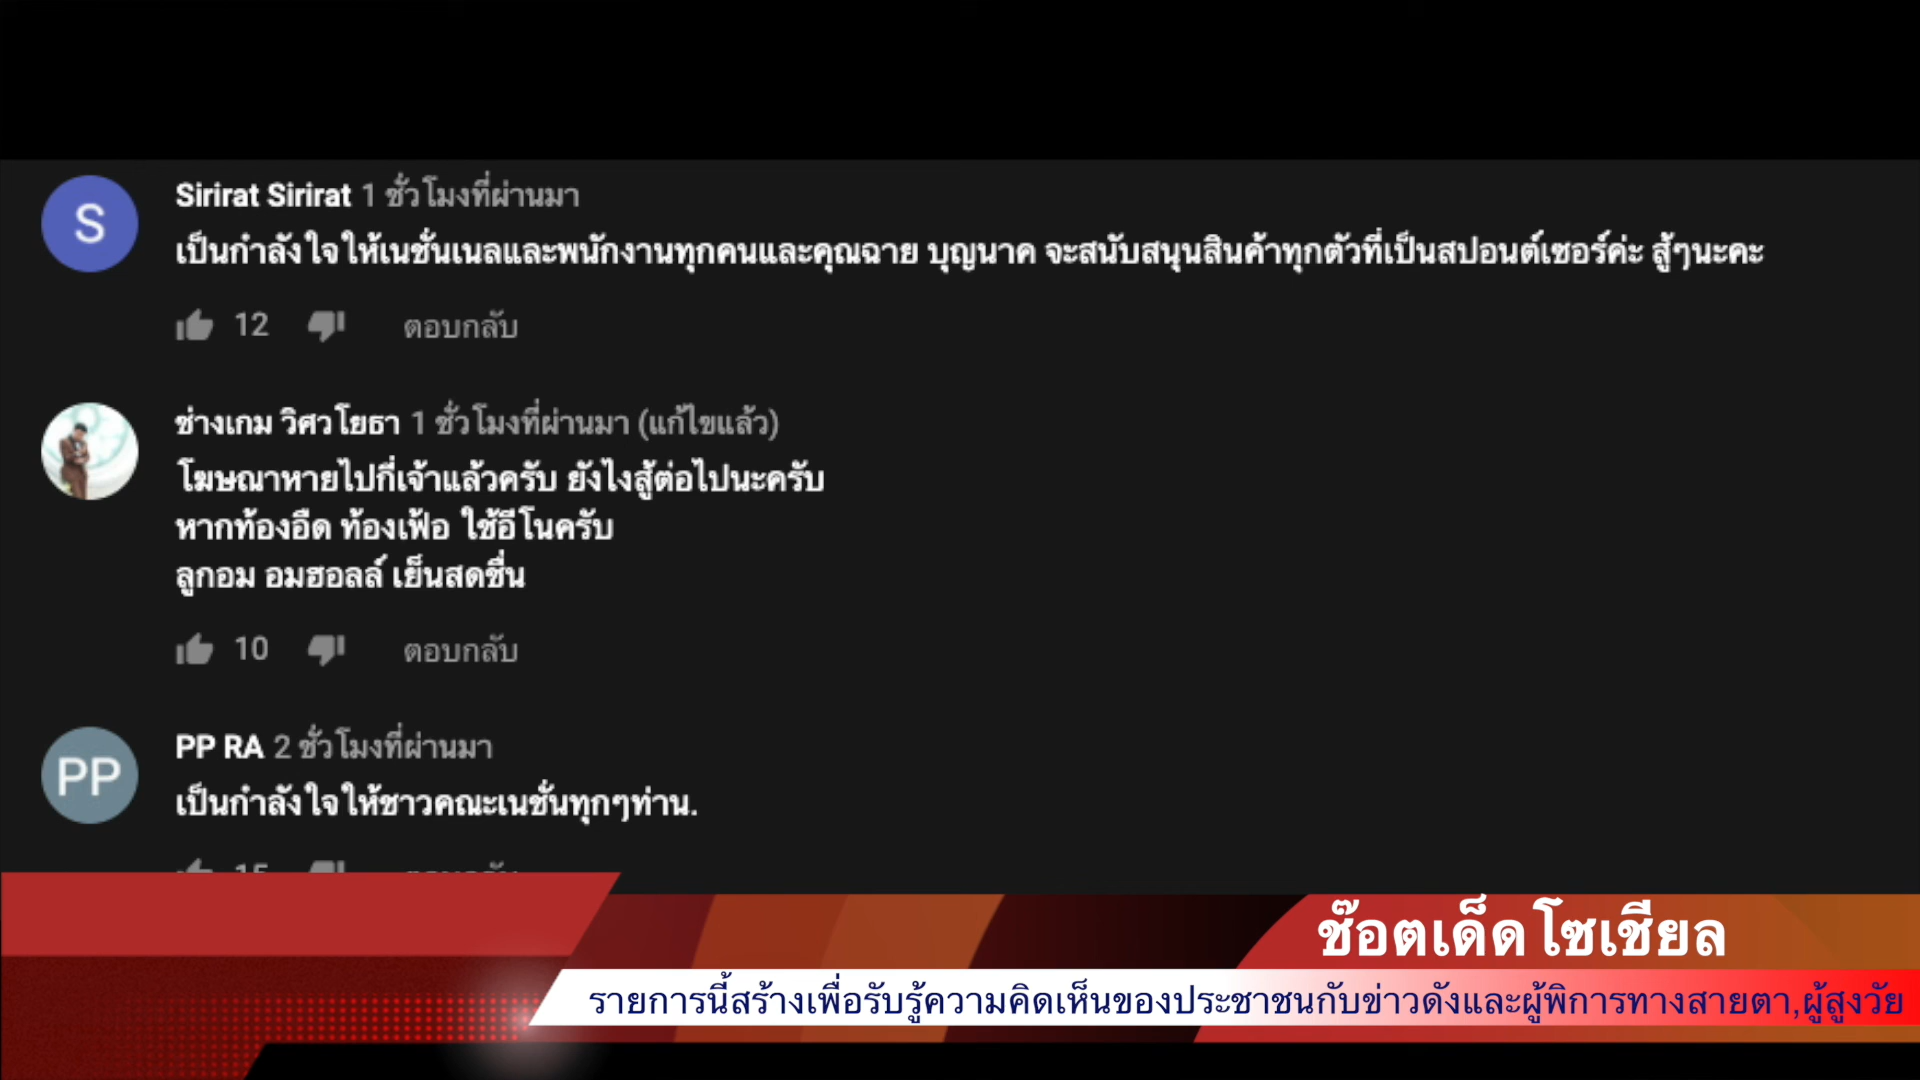 S
Sirirat Sirirat 1 ชั่วโมงที่ผ่านมา
เป็นกำลังใจให้เนชั่นเนลและพนักงานทุกคนและคุณฉาย บุญนาค จะสนับสนุนสินค้าทุกตัวที่เป็นสปอนต์เซอร์ค่ะ สู้ๆนะคะ
12 ตอบกลับ
ช่างเกม วิศวโยธา 1 ชั่วโมงที่ผ่านมา (แก้ไขแล้ว)
โฆษณาหายไปกี่เจ้าแล้วครับ ยังไงสู้ต่อไปนะครับ
หากท้องอืด ท้องเฟ้อ ใช้อีโนครับ
ลูกอม อมฮอลล์ เย็นสดชื่น
10 ตอบกลับ
PP
PP RA 2 ชั่วโมงที่ผ่านมา
เป็นกำลังใจให้ชาวคณะเนชั่นทุกๆท่าน.
ช๊อตเด็ดโซเชียล
รายการนี้สร้างเพื่อรับรู้ความคิดเห็นของประชาชนกับข่าวดังและผู้พิการทางสายตา,ผู้สูงวัย